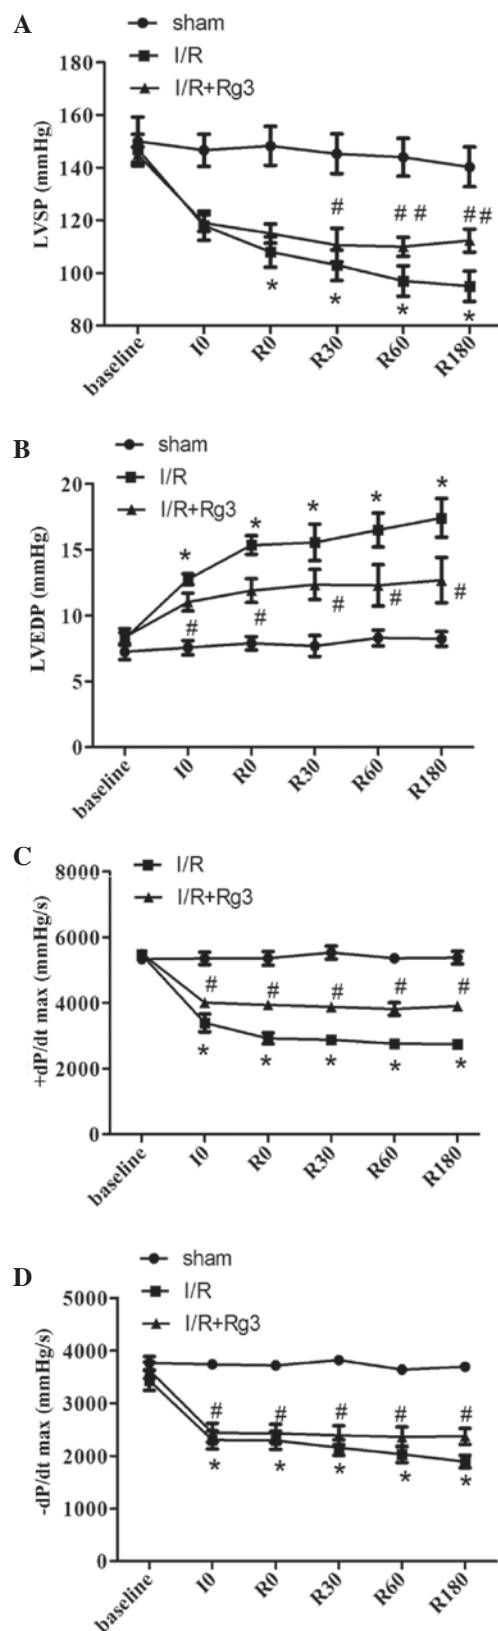 A
sham
I/R
I/R+Rg3
LVSP (mmHg)
180
160
140
120
100
80
# ## ##
* * * *
baseline I0 R0 R30 R60 R180
B
sham
I/R
I/R+Rg3
LVEDP (mmHg)
20
15
10
5
0
* * * * *
# # # # #
baseline I0 R0 R30 R60 R180
C
I/R
I/R+Rg3
+dP/dt max (mmHg/s)
8000
6000
4000
2000
0
# # # # #
* * * * *
baseline I0 R0 R30 R60 R180
D
sham
I/R
I/R+Rg3
-dP/dt max (mmHg/s)
5000
4000
3000
2000
1000
0
# # # # #
* * * * *
baseline I0 R0 R30 R60 R180